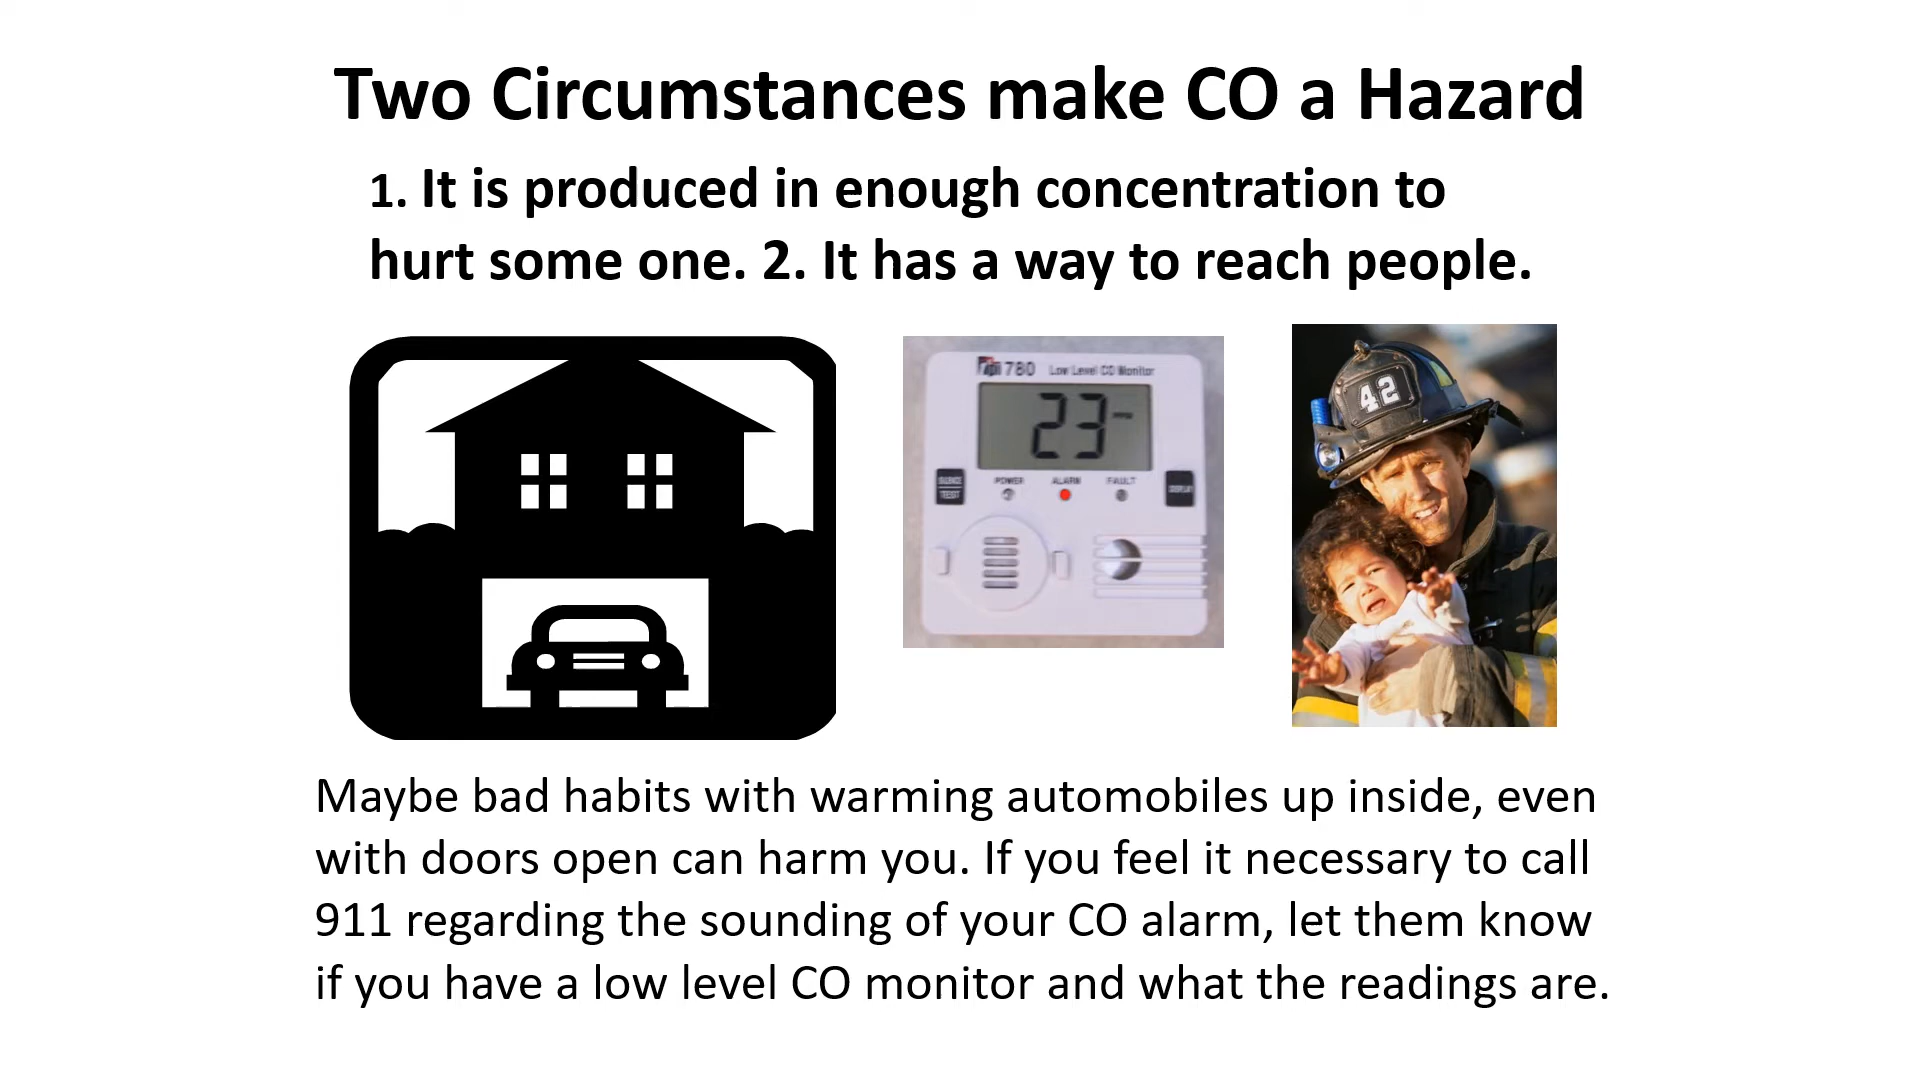 Two Circumstances make CO a Hazard
1. It is produced in enough concentration to
hurt some one. 2. It has a way to reach people.
780 Low Level CO Monitor
23
POWER ALARM FAULT
SILENCE
TEST
DISPLAY
42
Maybe bad habits with warming automobiles up inside, even
with doors open can harm you. If you feel it necessary to call
911 regarding the sounding of your CO alarm, let them know
if you have a low level CO monitor and what the readings are.